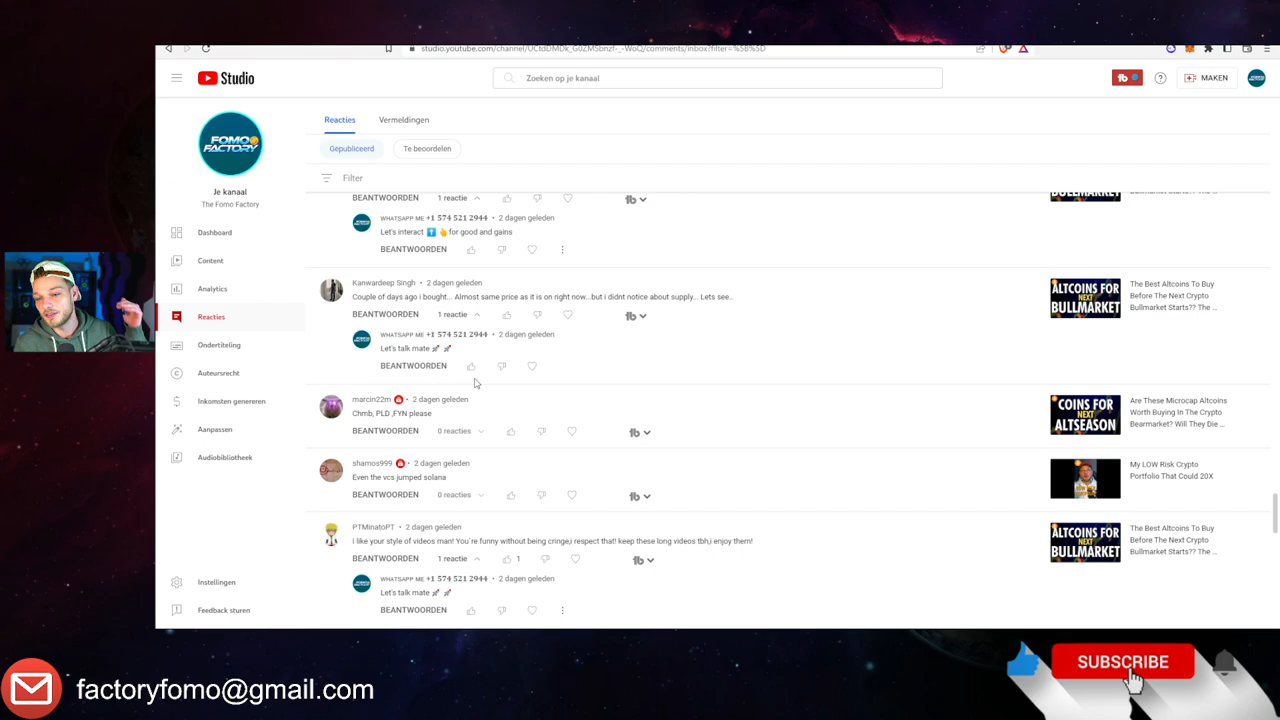 studio.youtube.com/channel/UCtdDMDk_G0ZM5bnzf-_-WoQ/comments/inbox?filter=%5B%5D
Studio
Zoeken op je kanaal
MAKEN
FOMO
FACTORY
Je kanaal
The Fomo Factory
Dashboard
Content
Analytics
Reacties
Ondertiteling
Auteursrecht
Inkomsten genereren
Aanpassen
Audiobibliotheek
Instellingen
Feedback sturen
Reacties
Vermeldingen
Gepubliceerd
Te beoordelen
Filter
BEANTWOORDEN 1 reactie
BULLMARKET
Bullmarket Starts?? The ...
WHATSAPP ME +1 574 521 2944 • 2 dagen geleden
Let's interact ⬆️ 👆for good and gains
BEANTWOORDEN
Kanwardeep Singh • 2 dagen geleden
Couple of days ago i bought... Almost same price as it is on right now...but i didnt notice about supply... Lets see..
BEANTWOORDEN 1 reactie
ALTCOINS FOR
NEXT
BULLMARKET
The Best Altcoins To Buy
Before The Next Crypto
Bullmarket Starts?? The ...
WHATSAPP ME +1 574 521 2944 • 2 dagen geleden
Let's talk mate 🚀 🚀
BEANTWOORDEN
marcin22m • 2 dagen geleden
Chmb, PLD ,FYN please
BEANTWOORDEN 0 reacties
COINS FOR
NEXT
ALTSEASON
Are These Microcap Altcoins
Worth Buying In The Crypto
Bearmarket? Will They Die ...
shamos999 • 2 dagen geleden
Even the vcs jumped solana
BEANTWOORDEN 0 reacties
My LOW Risk Crypto
Portfolio That Could 20X
PTMinatoPT • 2 dagen geleden
I like your style of videos man! You´re funny without being cringe,i respect that! keep these long videos tbh,i enjoy them!
BEANTWOORDEN 1 reactie 1
ALTCOINS FOR
NEXT
BULLMARKET
The Best Altcoins To Buy
Before The Next Crypto
Bullmarket Starts?? The ...
WHATSAPP ME +1 574 521 2944 • 2 dagen geleden
Let's talk mate 🚀 🚀
BEANTWOORDEN
factoryfomo@gmail.com
SUBSCRIBE